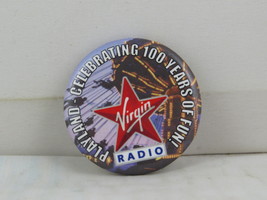 PLAYLAND CELEBRATING 100 YEARS OF FUN!
Virgin
RADIO